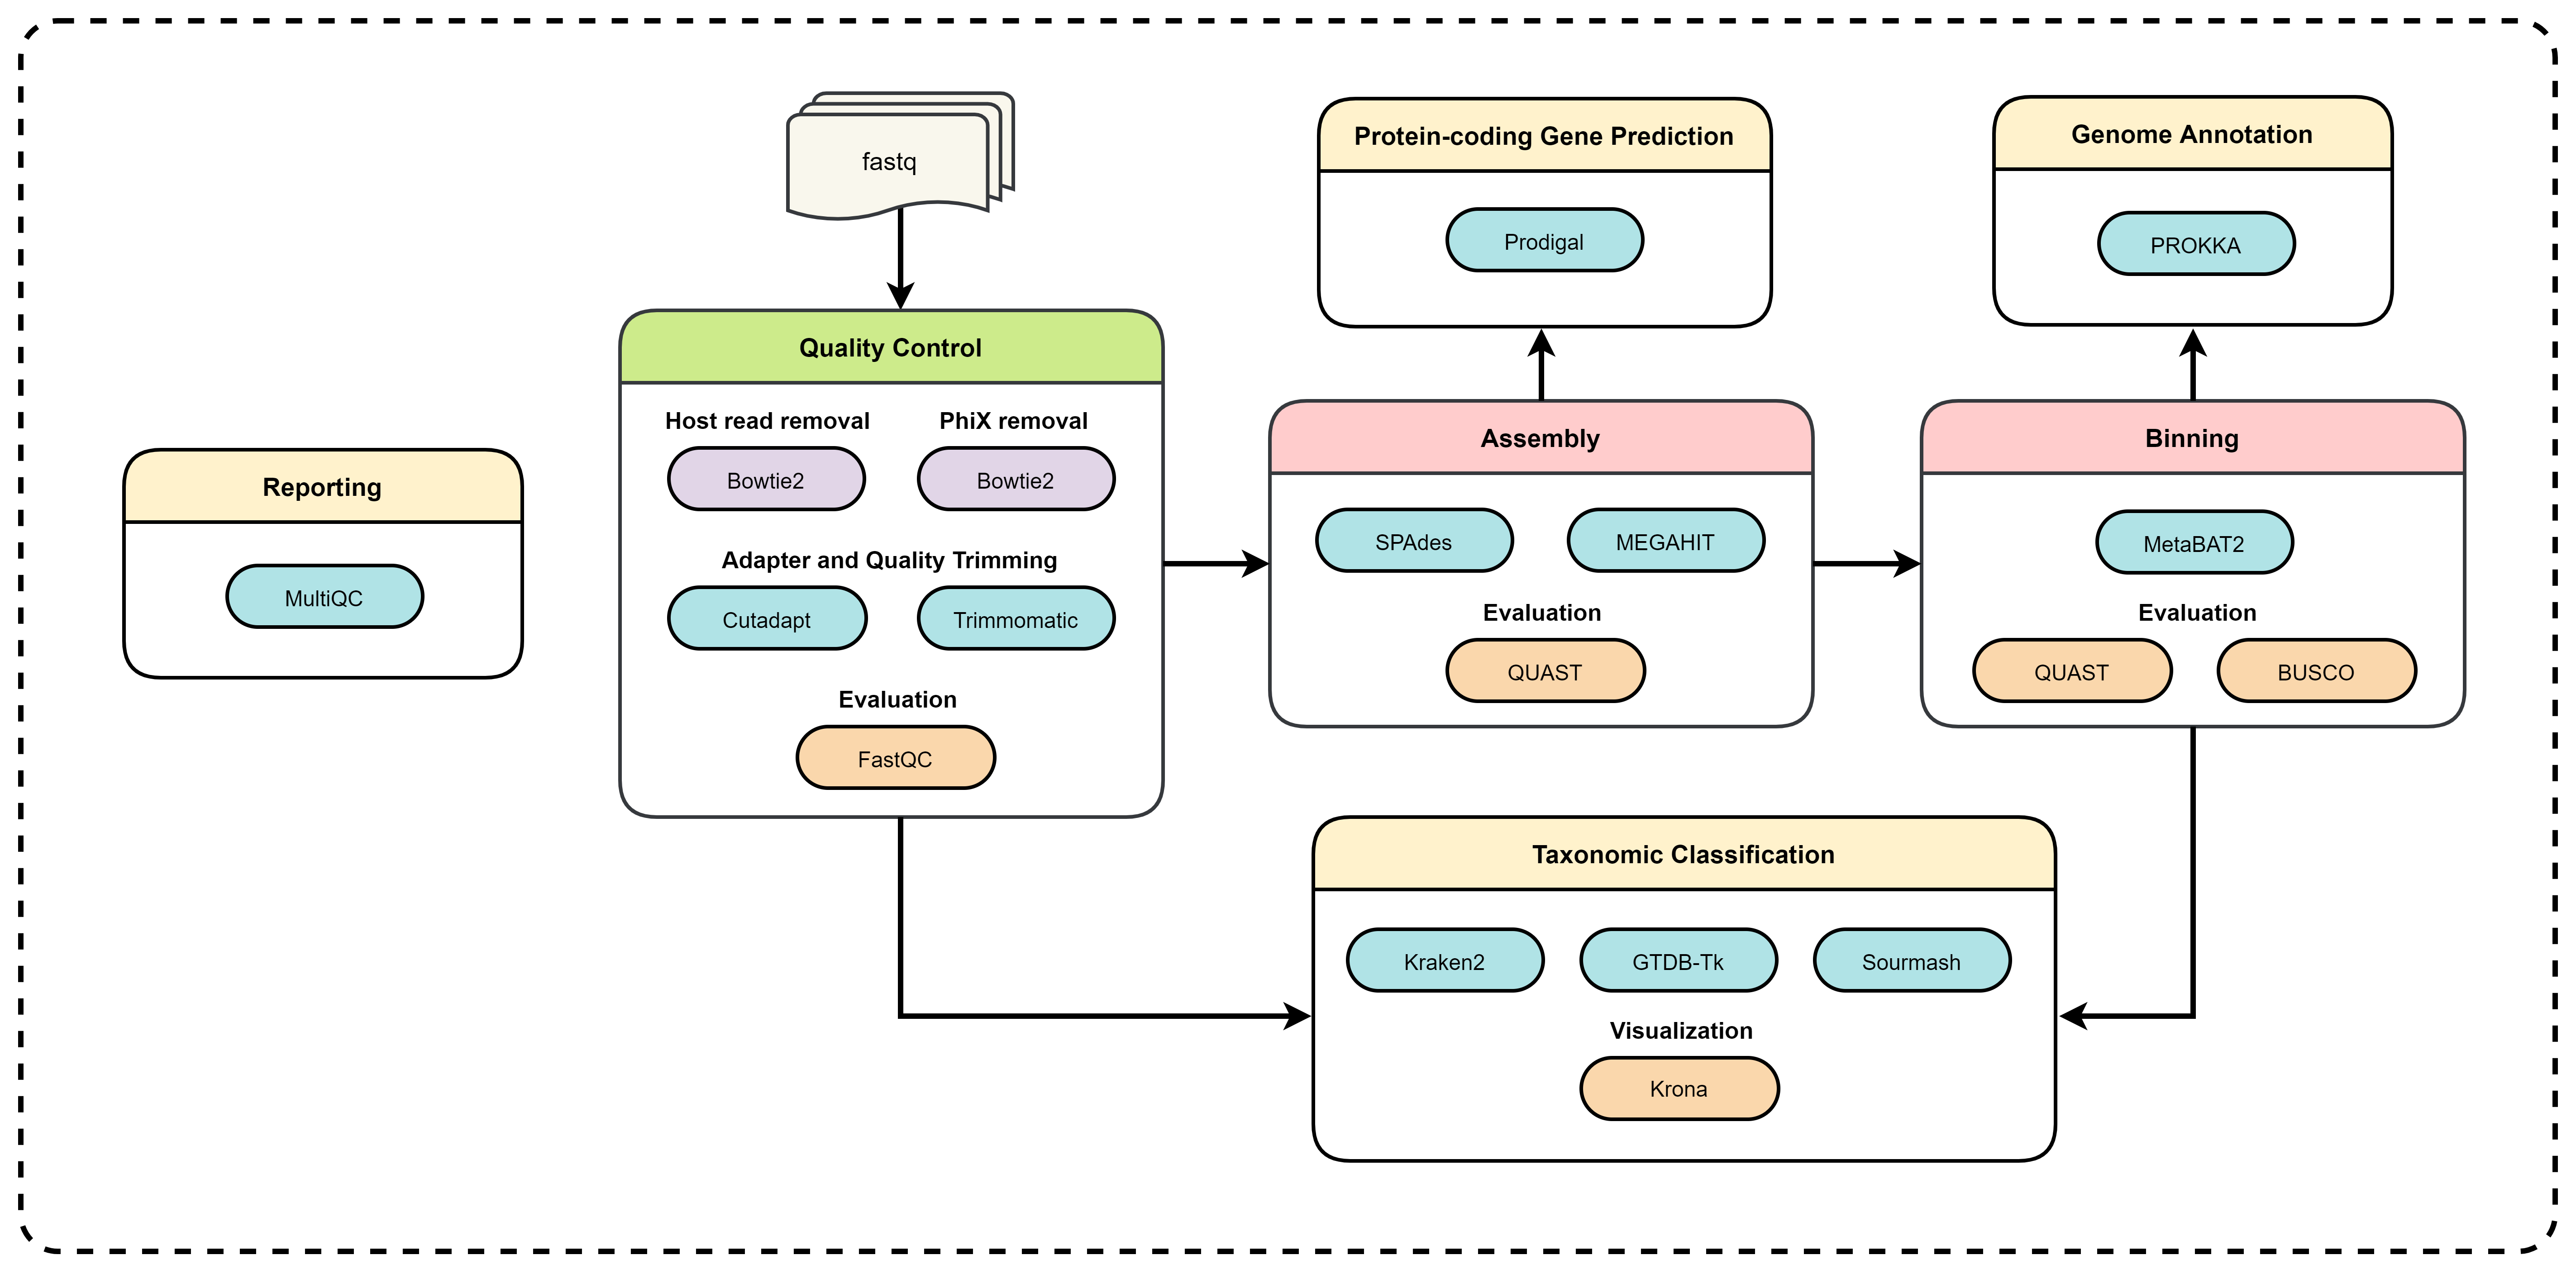 fastq
Quality Control
Host read removal
Bowtie2
PhiX removal
Bowtie2
Adapter and Quality Trimming
Cutadapt
Trimmomatic
Evaluation
FastQC
Reporting
MultiQC
Protein-coding Gene Prediction
Prodigal
Genome Annotation
PROKKA
Assembly
SPAdes
MEGAHIT
Evaluation
QUAST
Binning
MetaBAT2
Evaluation
QUAST
BUSCO
Taxonomic Classification
Kraken2
GTDB-Tk
Sourmash
Visualization
Krona